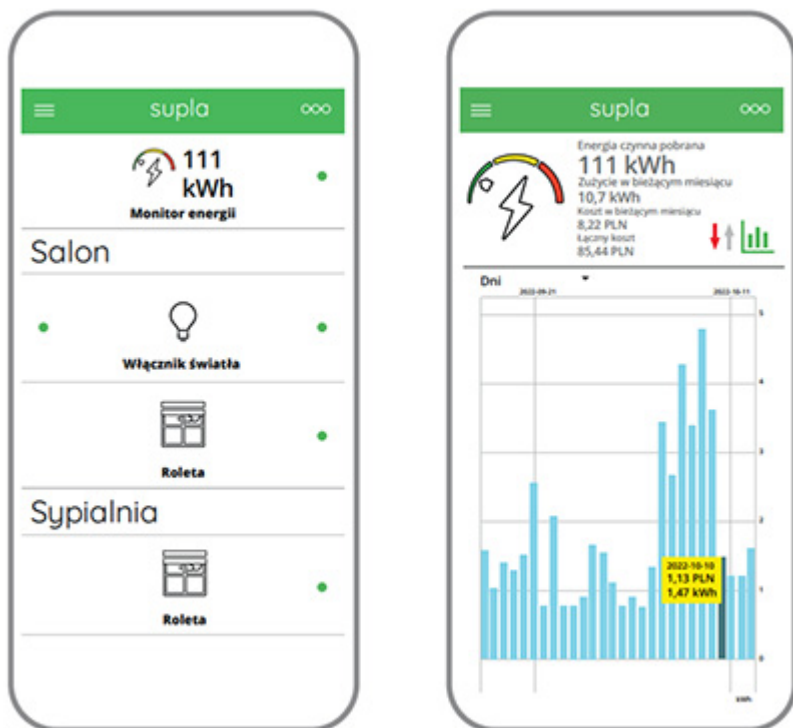 supla
111
kWh
Monitor energii
Salon
Włącznik światła
Roleta
Sypialnia
Roleta
supla
Energia czynna pobrana
111 kWh
Zużycie w bieżącym miesiącu
10,7 kWh
Koszt w bieżącym miesiącu
8,22 PLN
Łączny koszt
85,44 PLN
Dni
2022-09-21 2022-10-11
5
4
3
2
2022-10-10
1,13 PLN
1,47 kWh
1
0
kWh